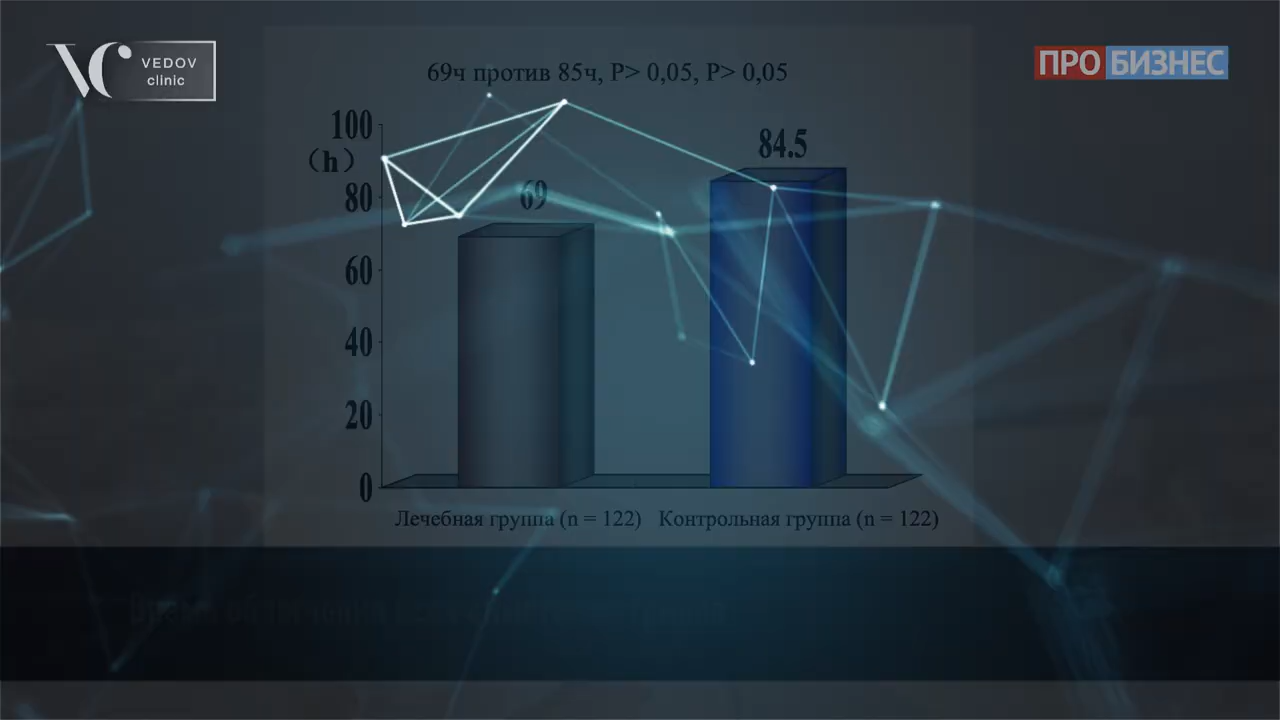 VC VEDOV
clinic
ПРО БИЗНЕС
69ч против 85ч, P> 0,05, P> 0,05
100
(h)
80
60
40
20
0
69
84.5
Лечебная группа (n = 122) Контрольная группа (n = 122)